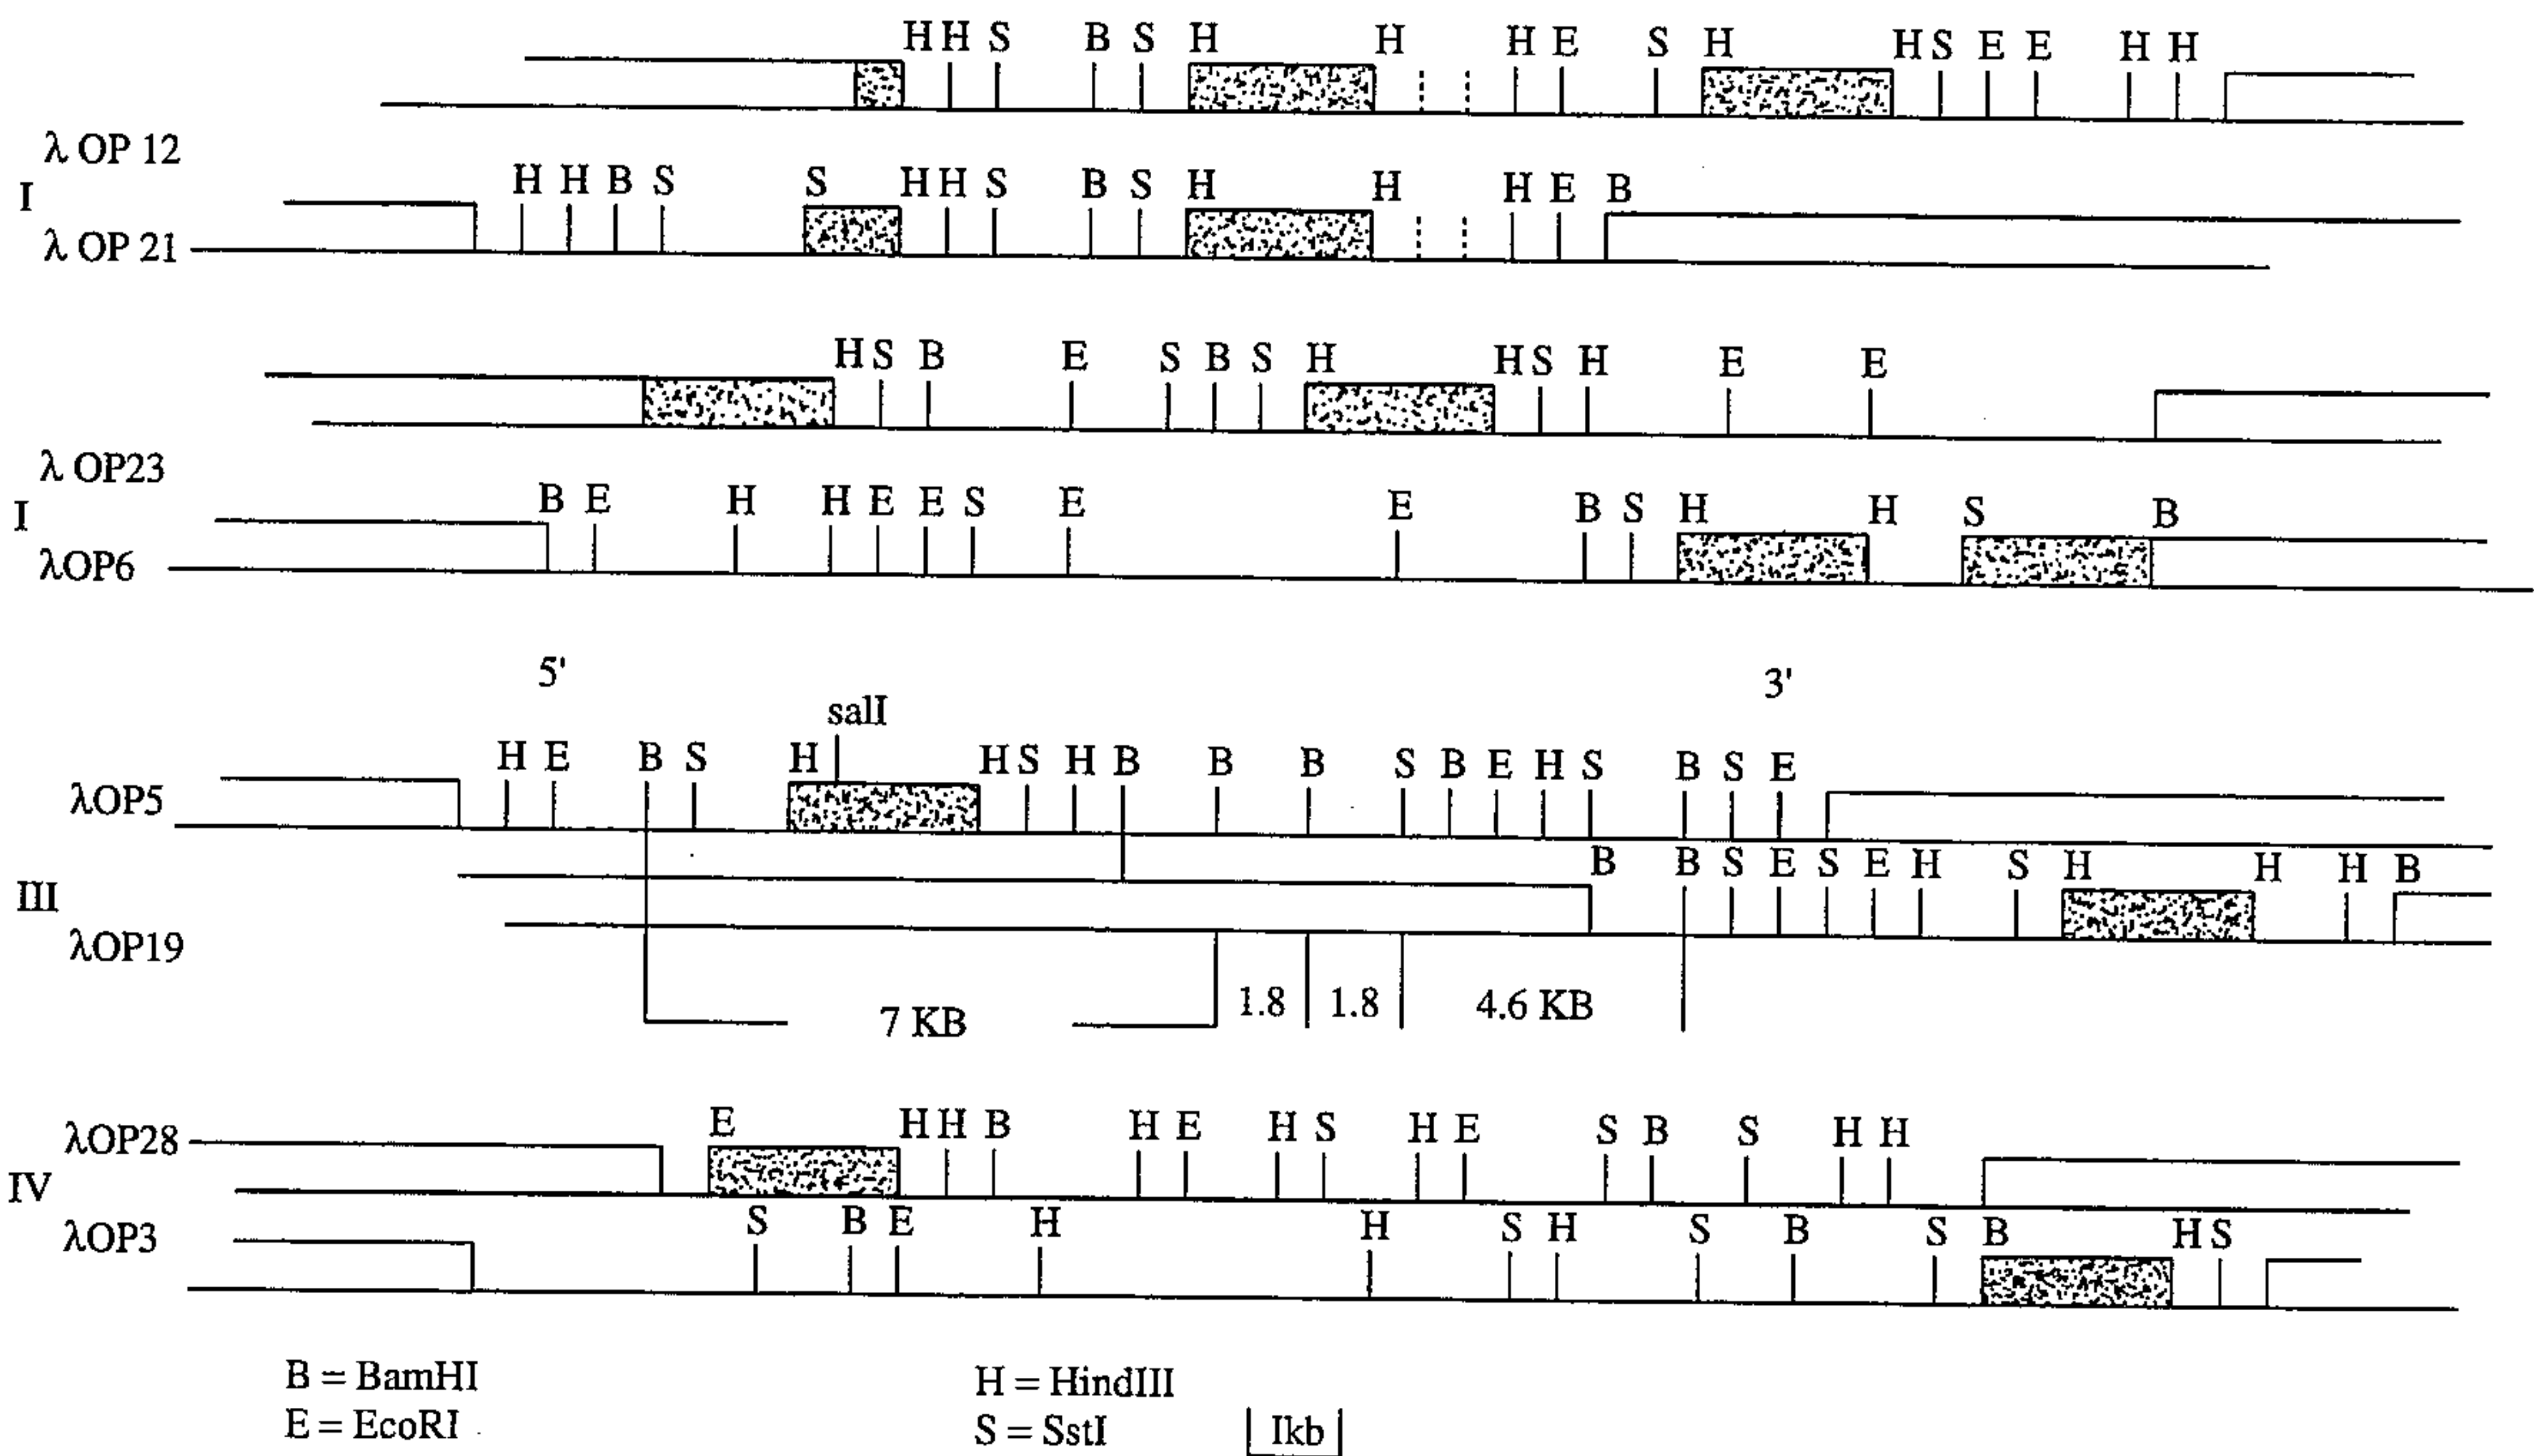 H H S B S H H H E S H H S E E H H
λ OP 12
I
H H B S S H H S B S H H H E B
λ OP 21
H S B E S B S H H S H E E
λ OP23
I
B E H H E E S E E B S H H S B
λOP6
5' 3'
salI
H E B S H H S H B B B S B E H S B S E
λOP5
B B S E S E H S H H H B
III
λOP19
7 KB 1.8 1.8 4.6 KB
E H H B H E H S H E S B S H H
λOP28
IV
S B E H H S H S B S B H S
λOP3
B = BamHI H = HindIII
E = EcoRI S = SstI Ikb